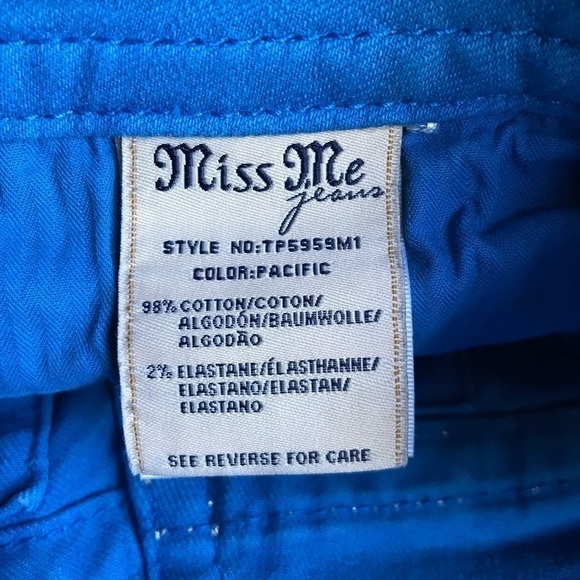 Miss Me
jeans
STYLE NO:TP5959M1
COLOR:PACIFIC
98% COTTON/COTON/
ALGODÓN/BAUMWOLLE/
ALGODÃO
2% ELASTANE/ÉLASTHANNE/
ELASTANO/ELASTAN/
ELASTANO
SEE REVERSE FOR CARE